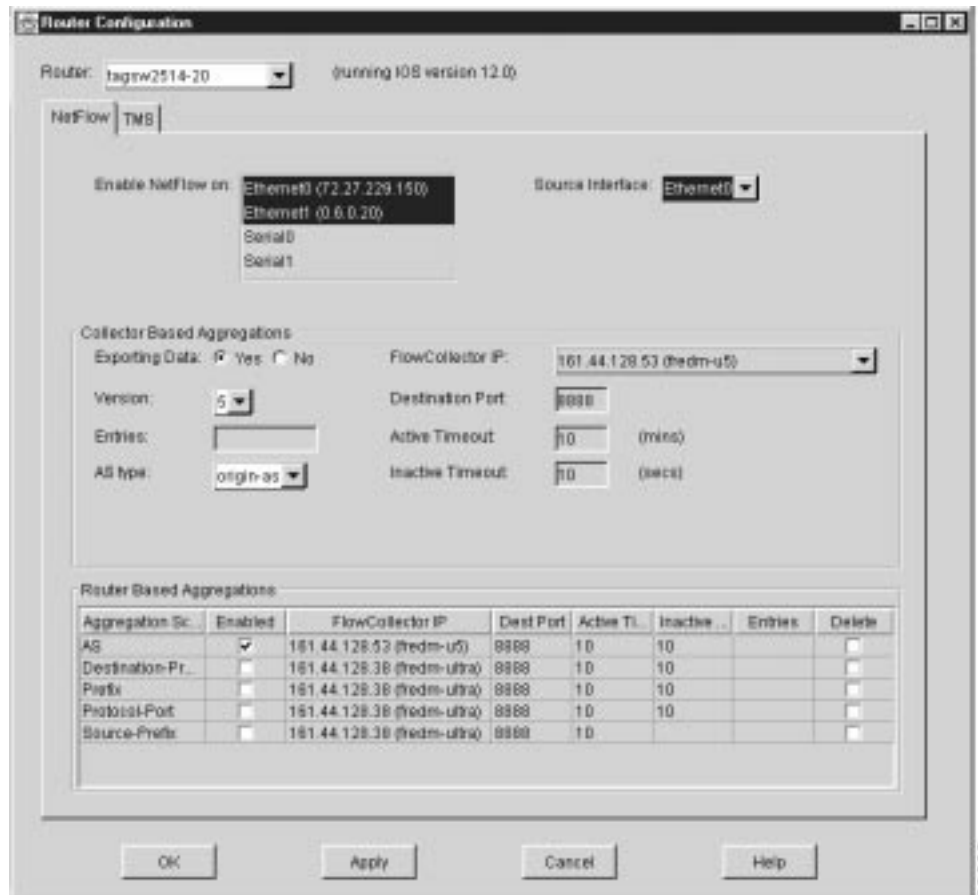 Router Configuration
Router: tagsw2514-20 (running IOS version 12.0)
NetFlow TMS
Enable NetFlow on: Ethernet0 (72.27.229.150) Source Interface: Ethernet0
Ethernet1 (0.6.0.20)
Serial0
Serial1
Collector Based Aggregations
Exporting Data: Yes No FlowCollector IP: 161.44.128.53 (fredm-u5)
Version: 5 Destination Port: 8888
Entries: Active Timeout: 10 (mins)
AS type: origin-as Inactive Timeout: 10 (secs)
Router Based Aggregations
Aggregation Sc... Enabled FlowCollector IP Dest Port Active Ti... Inactive ... Entries Delete
AS 161.44.128.53 (fredm-u5) 8888 10 10
Destination-Pr... 161.44.128.38 (fredm-ultra) 8888 10 10
Prefix 161.44.128.38 (fredm-ultra) 8888 10 10
Protocol-Port 161.44.128.38 (fredm-ultra) 8888 10 10
Source-Prefix 161.44.128.38 (fredm-ultra) 8888 10
OK Apply Cancel Help